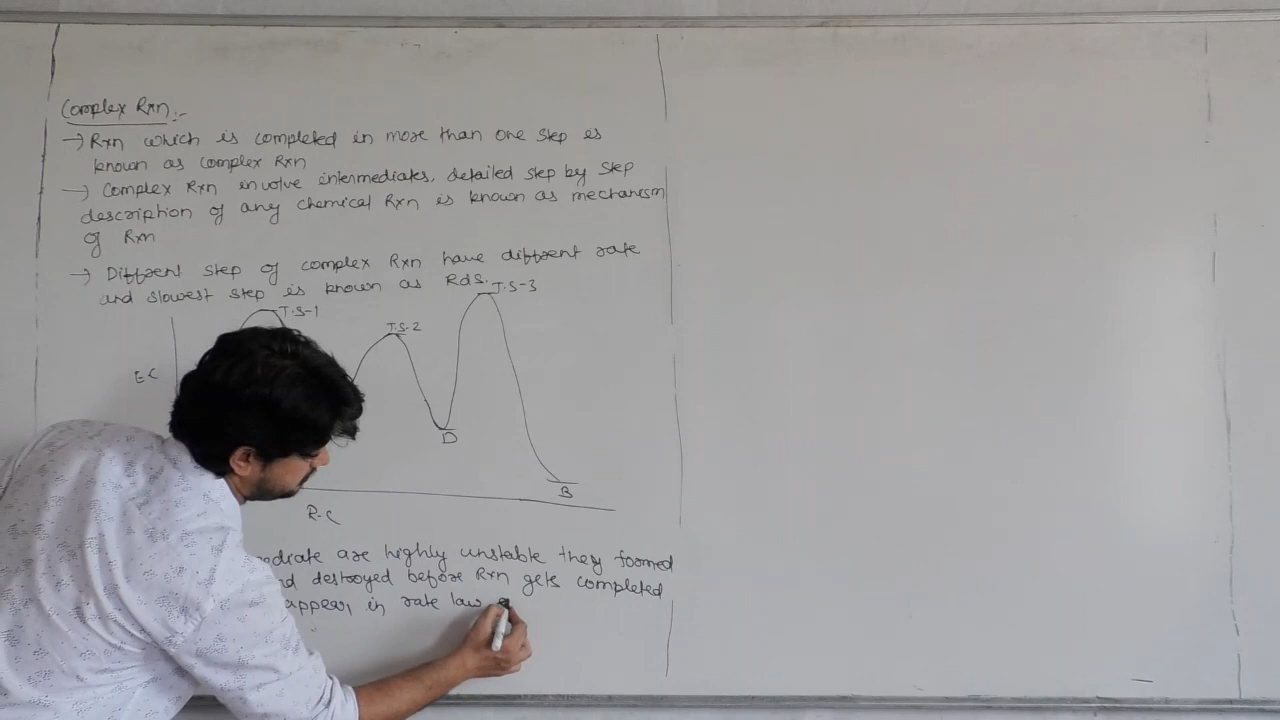 Complex Rxn:-
→ Rxn which is completed in more than one step is
known as complex Rxn
→ Complex Rxn involve intermediates, detailed step by step
description of any chemical Rxn is known as mechanism
of Rxn
→ Diffrent step of complex Rxn have diffrent rate
and slowest step is known as Rds.
T.S-1
T.S-2
T.S-3
EC
D
B
R.C
are highly unstable they formed
destroyed before Rxn gets completed
appear in rate law